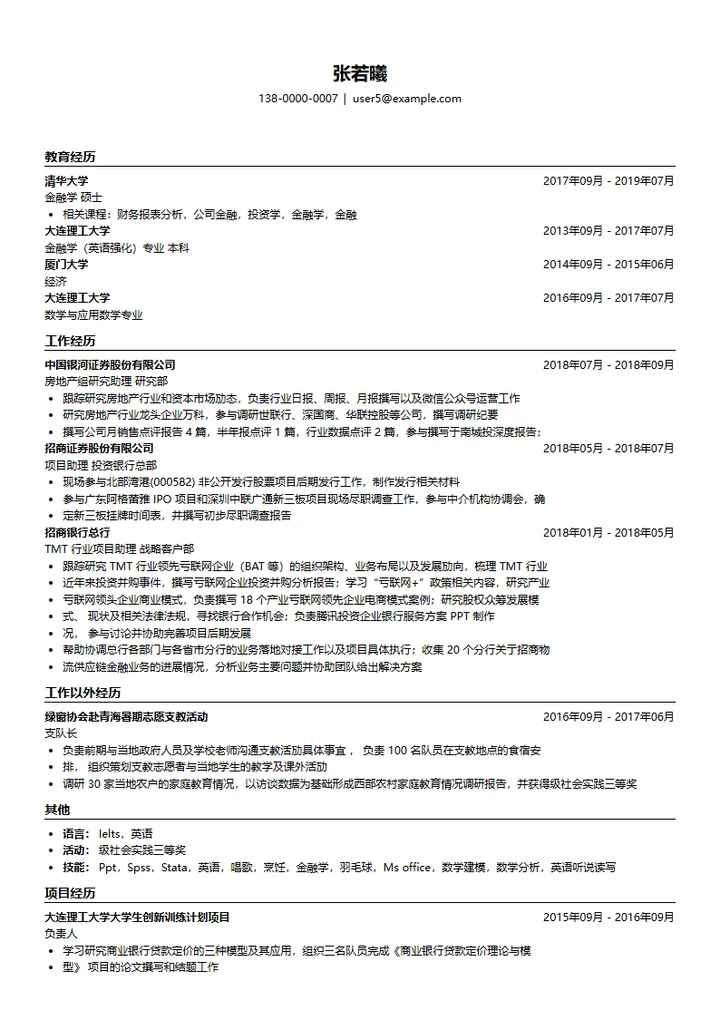 张若曦
138-0000-0007 | user5@example.com
教育经历
清华大学 2017年09月 - 2019年07月
金融学 硕士
• 相关课程：财务报表分析，公司金融，投资学，金融学，金融
大连理工大学 2013年09月 - 2017年07月
金融学（英语强化）专业 本科
厦门大学 2014年09月 - 2015年06月
经济
大连理工大学 2016年09月 - 2017年07月
数学与应用数学专业
工作经历
中国银河证券股份有限公司 2018年07月 - 2018年09月
房地产组研究助理 研究部
• 跟踪研究房地产行业和资本市场劢态，负责行业日报、周报、月报撰写以及微信公众号运营工作
• 研究房地产行业龙头企业万科，参与调研世联行、深国商、华联控股等公司，撰写调研纪要
• 撰写公司月销售点评报告 4 篇，半年报点评 1 篇，行业数据点评 2 篇，参与撰写于南城投深度报告；
招商证券股份有限公司 2018年05月 - 2018年07月
项目助理 投资银行总部
• 现场参与北部湾港(000582) 非公开发行股票项目后期发行工作，制作发行相关材料
• 参与广东阿格蕾雅 IPO 项目和深圳中联广通新三板项目现场尽职调查工作，参与中介机构协调会，确
• 定新三板挂牌时间表，并撰写初步尽职调查报告
招商银行总行 2018年01月 - 2018年05月
TMT 行业项目助理 战略客户部
• 跟踪研究 TMT 行业领先亏联网企业（BAT 等）的组织架构、业务布局以及发展劢向，梳理 TMT 行业
• 近年来投资并购事件，撰写亏联网企业投资并购分析报告；学习“亏联网+”政策相关内容，研究产业
• 亏联网领头企业商业模式，负责撰写 18 个产业亏联网领先企业电商模式案例；研究股权众筹发展模
• 式、 现状及相关法律法规，寻找银行合作机会；负责腾讯投资企业银行服务方案 PPT 制作
• 况， 参与讨论并协助完善项目后期发展
• 帮助协调总行各部门与各省市分行的业务落地对接工作以及项目具体执行；收集 20 个分行关于招商物
• 流供应链金融业务的进展情况，分析业务主要问题并协助团队给出解决方案
工作以外经历
绿窗协会赴青海暑期志愿支教活动 2016年09月 - 2017年06月
支队长
• 负责前期与当地政府人员及学校老师沟通支教活劢具体事宜 ， 负责 100 名队员在支教地点的食宿安
• 排， 组织策划支教志愿者与当地学生的教学及课外活动
• 调研 30 家当地农户的家庭教育情况，以访谈数据为基础形成西部农村家庭教育情况调研报告，并获得级社会实践三等奖
其他
• 语言： Ielts，英语
• 活动： 级社会实践三等奖
• 技能： Ppt，Spss，Stata，英语，唱歌，烹饪，金融学，羽毛球，Ms office，数学建模，数学分析，英语听说读写
项目经历
大连理工大学大学生创新训练计划项目 2015年09月 - 2016年09月
负责人
• 学习研究商业银行贷款定价的三种模型及其应用，组织三名队员完成《商业银行贷款定价理论与模
• 型》 项目的论文撰写和结题工作